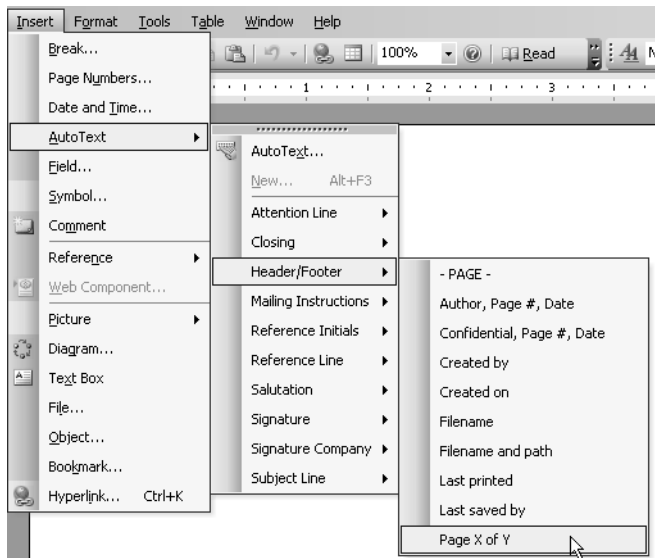 Insert Format Tools Table Window Help
100% Read
1 2 3
Break...
Page Numbers...
Date and Time...
AutoText
Field...
Symbol...
Comment
Reference
Web Component...
Picture
Diagram...
Text Box
File...
Object...
Bookmark...
Hyperlink... Ctrl+K
AutoText...
New... Alt+F3
Attention Line
Closing
Header/Footer
Mailing Instructions
Reference Initials
Reference Line
Salutation
Signature
Signature Company
Subject Line
- PAGE -
Author, Page #, Date
Confidential, Page #, Date
Created by
Created on
Filename
Filename and path
Last printed
Last saved by
Page X of Y